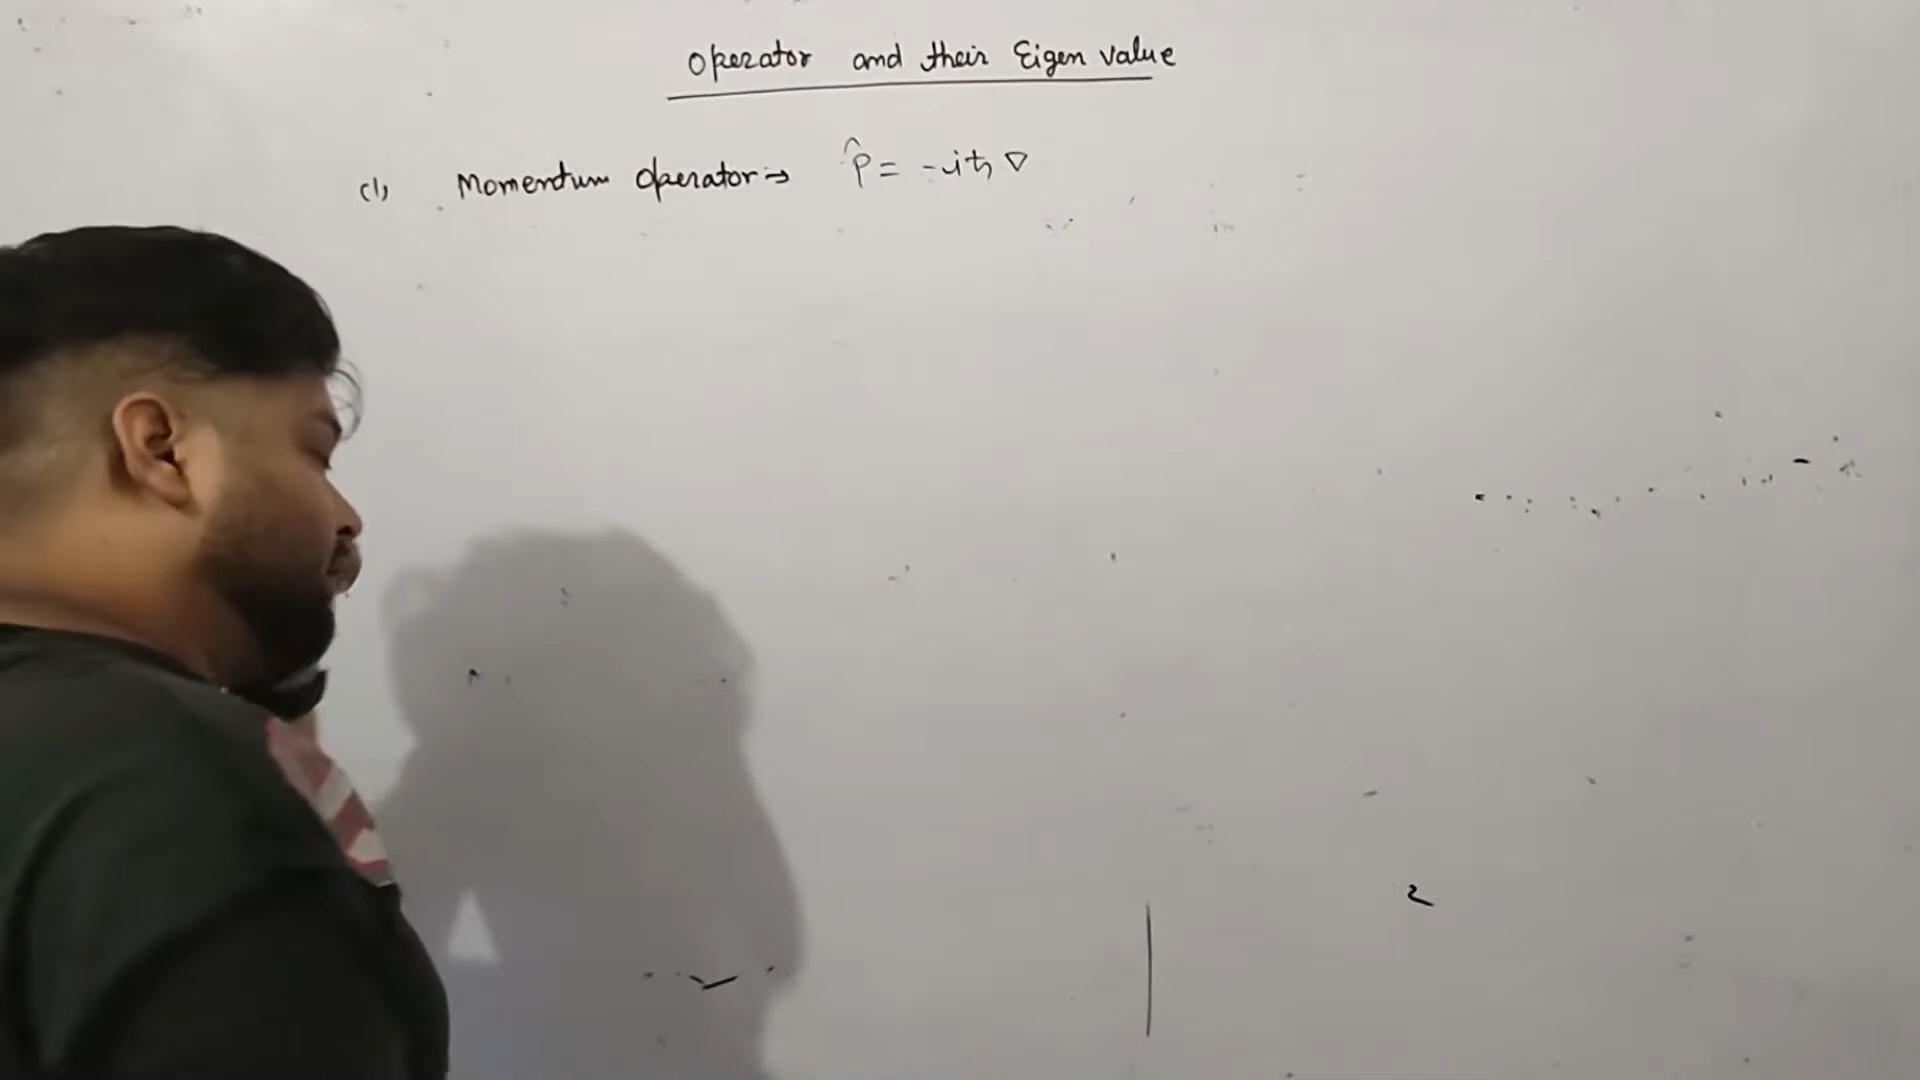 Operator and their Eigen value
(1) Momentum operator → p̂ = -iħ ∇